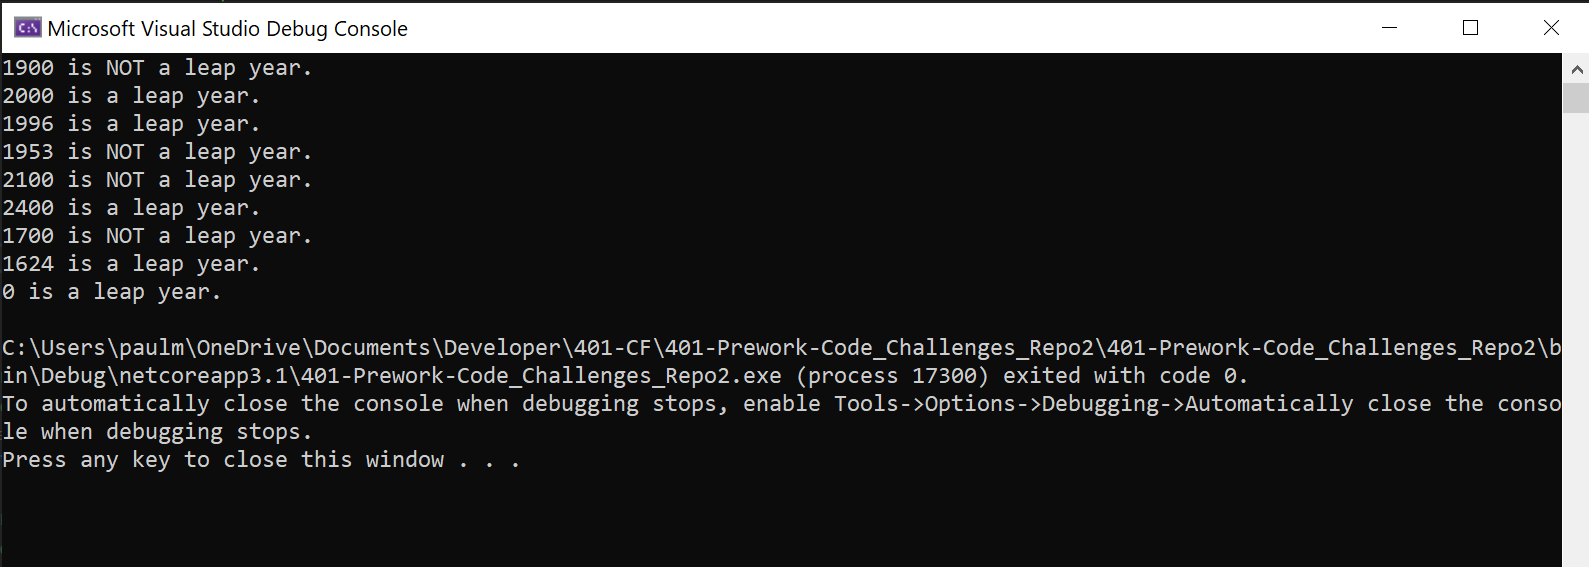 C:\ Microsoft Visual Studio Debug Console
1900 is NOT a leap year.
2000 is a leap year.
1996 is a leap year.
1953 is NOT a leap year.
2100 is NOT a leap year.
2400 is a leap year.
1700 is NOT a leap year.
1624 is a leap year.
0 is a leap year.
C:\Users\paulm\OneDrive\Documents\Developer\401-CF\401-Prework-Code_Challenges_Repo2\401-Prework-Code_Challenges_Repo2\b
in\Debug\netcoreapp3.1\401-Prework-Code_Challenges_Repo2.exe (process 17300) exited with code 0.
To automatically close the console when debugging stops, enable Tools->Options->Debugging->Automatically close the conso
le when debugging stops.
Press any key to close this window . . .